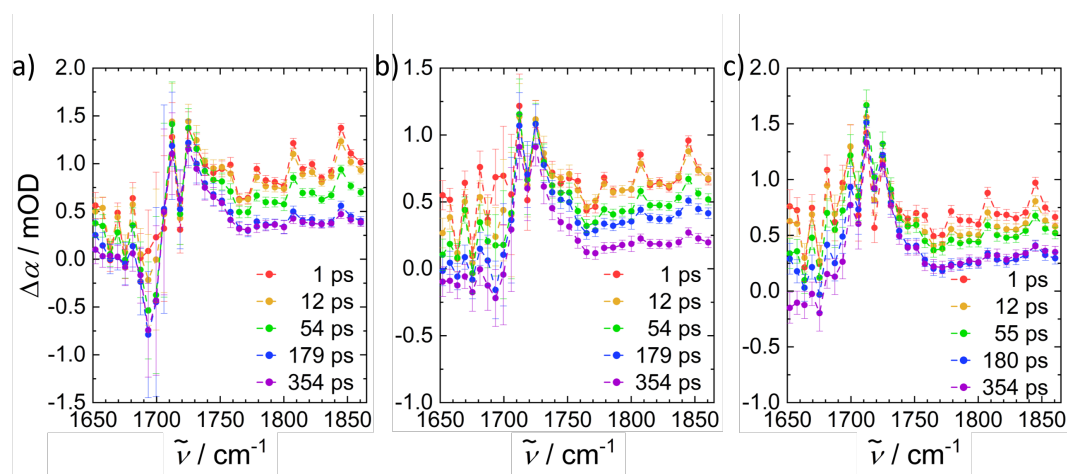 a)
Δα / mOD
2.0
1.5
1.0
0.5
0.0
-0.5
-1.0
-1.5
1650 1700 1750 1800 1850
ν̃ / cm⁻¹
1 ps
12 ps
54 ps
179 ps
354 ps
b)
1.5
1.0
0.5
0.0
-0.5
-1.0
1650 1700 1750 1800 1850
ν̃ / cm⁻¹
1 ps
12 ps
54 ps
179 ps
354 ps
c)
2.0
1.5
1.0
0.5
0.0
-0.5
-1.0
1650 1700 1750 1800 1850
ν̃ / cm⁻¹
1 ps
12 ps
55 ps
180 ps
354 ps